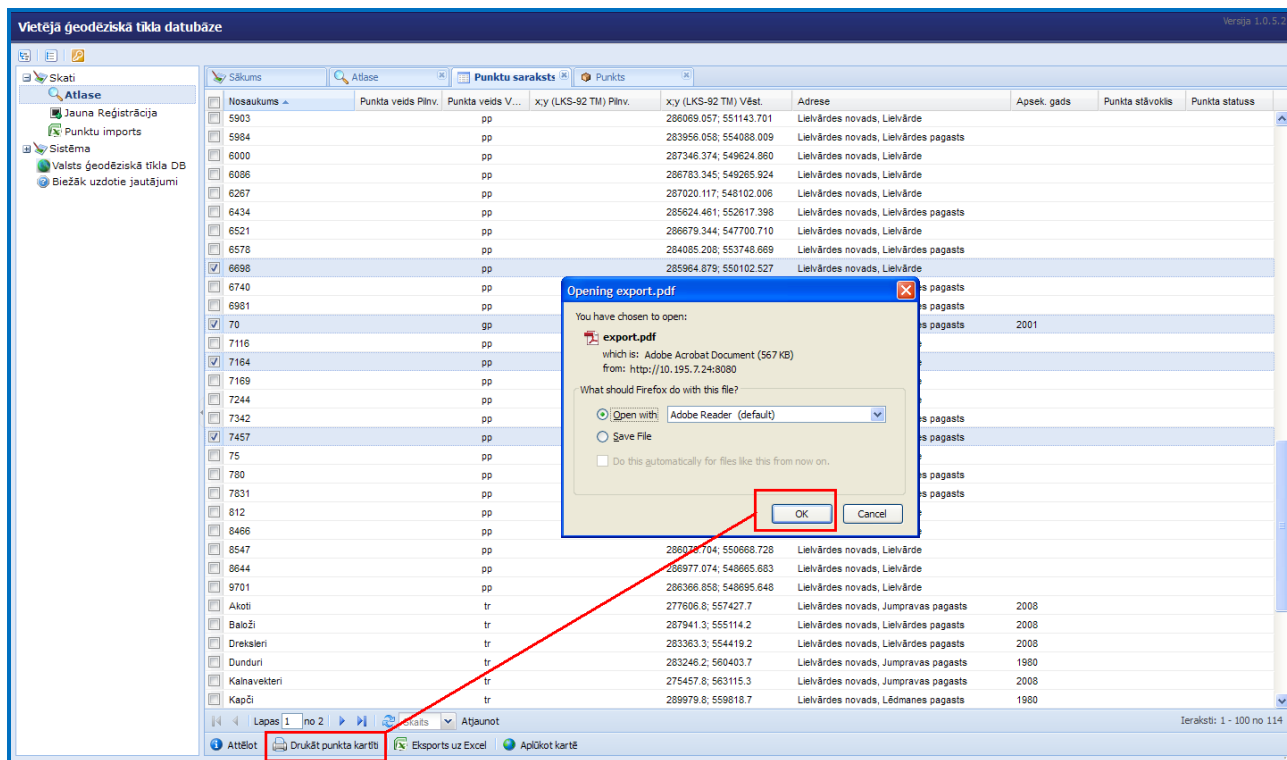 Vietējā ģeodēziskā tīkla datubāze
Versija 1.0.5.2
Skati
Atlase
Jauna Reģistrācija
Punktu imports
Sistēma
Valsts ģeodēziskā tīkla DB
Biežāk uzdotie jautājumi
Sākums Atlase Punktu saraksts Punkts
Nosaukums Punkta veids Pilnv. Punkta veids V... x;y (LKS-92 TM) Pilnv. x;y (LKS-92 TM) Vēst. Adrese Apsek. gads Punkta stāvoklis Punkta statuss
5903 pp 286069.057; 551143.701 Lielvārdes novads, Lielvārde
5984 pp 283956.058; 554088.009 Lielvārdes novads, Lielvārdes pagasts
6000 pp 287346.374; 549624.860 Lielvārdes novads, Lielvārde
6086 pp 286783.345; 549265.924 Lielvārdes novads, Lielvārde
6267 pp 287020.117; 548102.006 Lielvārdes novads, Lielvārde
6434 pp 285624.461; 552617.398 Lielvārdes novads, Lielvārdes pagasts
6521 pp 286679.344; 547700.710 Lielvārdes novads, Lielvārde
6578 pp 284085.208; 553748.669 Lielvārdes novads, Lielvārdes pagasts
6698 pp 285964.879; 550102.527 Lielvārdes novads, Lielvārde
6740 pp es pagasts
6981 pp es pagasts
70 gp es pagasts 2001
7116 pp
7164 pp
7169 pp
7244 pp
7342 pp es pagasts
7457 pp es pagasts
75 pp
780 pp es pagasts
7831 pp es pagasts
812 pp
8466 pp
8547 pp 286078.704; 550668.728 Lielvārdes novads, Lielvārde
8644 pp 286977.074; 548665.683 Lielvārdes novads, Lielvārde
9701 pp 286366.858; 548695.648 Lielvārdes novads, Lielvārde
Akoti tr 277606.8; 557427.7 Lielvārdes novads, Jumpravas pagasts 2008
Baloži tr 287941.3; 555114.2 Lielvārdes novads, Lielvārdes pagasts 2008
Dreksleri tr 283363.3; 554419.2 Lielvārdes novads, Lielvārdes pagasts 2008
Dunduri tr 283246.2; 560403.7 Lielvārdes novads, Jumpravas pagasts 1980
Kalnavekteri tr 275457.8; 563115.3 Lielvārdes novads, Jumpravas pagasts 2008
Kapči tr 289979.8; 559818.7 Lielvārdes novads, Lēdmanes pagasts 1980
Opening export.pdf
You have chosen to open:
export.pdf
which is: Adobe Acrobat Document (567 KB)
from: http://10.195.7.24:8080
What should Firefox do with this file?
Open with Adobe Reader (default)
Save File
Do this automatically for files like this from now on.
OK Cancel
Lapas 1 no 2 Skaits Atjaunot Ieraksti: 1 - 100 no 114
Attēlot Drukāt punkta kartīti Eksports uz Excel Aplūkot kartē